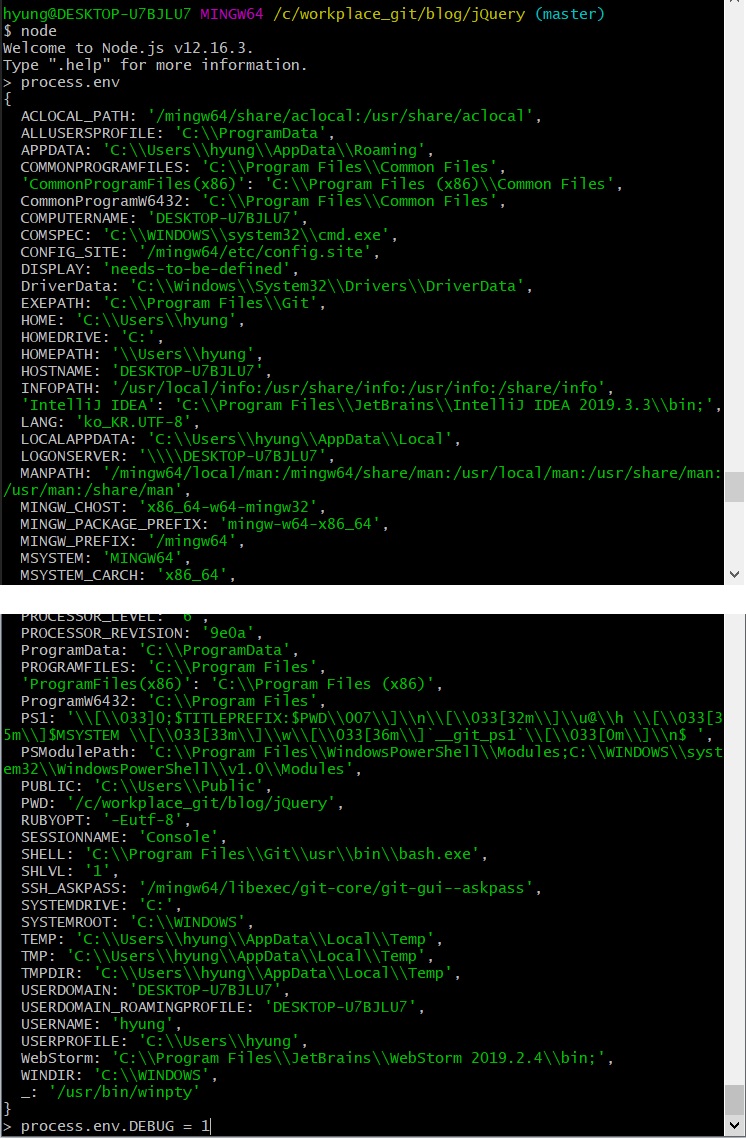 hyung@DESKTOP-U7BJLU7 MINGW64 /c/workplace_git/blog/jQuery (master)
$ node
Welcome to Node.js v12.16.3.
Type ".help" for more information.
> process.env
{
  ACLOCAL_PATH: '/mingw64/share/aclocal:/usr/share/aclocal',
  ALLUSERSPROFILE: 'C:\\ProgramData',
  APPDATA: 'C:\\Users\\hyung\\AppData\\Roaming',
  COMMONPROGRAMFILES: 'C:\\Program Files\\Common Files',
  'CommonProgramFiles(x86)': 'C:\\Program Files (x86)\\Common Files',
  CommonProgramW6432: 'C:\\Program Files\\Common Files',
  COMPUTERNAME: 'DESKTOP-U7BJLU7',
  COMSPEC: 'C:\\WINDOWS\\system32\\cmd.exe',
  CONFIG_SITE: '/mingw64/etc/config.site',
  DISPLAY: 'needs-to-be-defined',
  DriverData: 'C:\\Windows\\System32\\Drivers\\DriverData',
  EXEPATH: 'C:\\Program Files\\Git',
  HOME: 'C:\\Users\\hyung',
  HOMEDRIVE: 'C:',
  HOMEPATH: '\\Users\\hyung',
  HOSTNAME: 'DESKTOP-U7BJLU7',
  INFOPATH: '/usr/local/info:/usr/share/info:/usr/info:/share/info',
  'IntelliJ IDEA': 'C:\\Program Files\\JetBrains\\IntelliJ IDEA 2019.3.3\\bin;',
  LANG: 'ko_KR.UTF-8',
  LOCALAPPDATA: 'C:\\Users\\hyung\\AppData\\Local',
  LOGONSERVER: '\\\\DESKTOP-U7BJLU7',
  MANPATH: '/mingw64/local/man:/mingw64/share/man:/usr/local/man:/usr/share/man:
/usr/man:/share/man',
  MINGW_CHOST: 'x86_64-w64-mingw32',
  MINGW_PACKAGE_PREFIX: 'mingw-w64-x86_64',
  MINGW_PREFIX: '/mingw64',
  MSYSTEM: 'MINGW64',
  MSYSTEM_CARCH: 'x86_64',
  PROCESSOR_LEVEL: '6',
  PROCESSOR_REVISION: '9e0a',
  ProgramData: 'C:\\ProgramData',
  PROGRAMFILES: 'C:\\Program Files',
  'ProgramFiles(x86)': 'C:\\Program Files (x86)',
  ProgramW6432: 'C:\\Program Files',
  PS1: '\\[\\033]0;$TITLEPREFIX:$PWD\\007\\]\\n\\[\\033[32m\\]\\u@\\h \\[\\033[3
5m\\]$MSYSTEM \\[\\033[33m\\]\\w\\[\\033[36m\\]`__git_ps1`\\[\\033[0m\\]\\n$ ',
  PSModulePath: 'C:\\Program Files\\WindowsPowerShell\\Modules;C:\\WINDOWS\\syst
em32\\WindowsPowerShell\\v1.0\\Modules',
  PUBLIC: 'C:\\Users\\Public',
  PWD: '/c/workplace_git/blog/jQuery',
  RUBYOPT: '-Eutf-8',
  SESSIONNAME: 'Console',
  SHELL: 'C:\\Program Files\\Git\\usr\\bin\\bash.exe',
  SHLVL: '1',
  SSH_ASKPASS: '/mingw64/libexec/git-core/git-gui--askpass',
  SYSTEMDRIVE: 'C:',
  SYSTEMROOT: 'C:\\WINDOWS',
  TEMP: 'C:\\Users\\hyung\\AppData\\Local\\Temp',
  TMP: 'C:\\Users\\hyung\\AppData\\Local\\Temp',
  TMPDIR: 'C:\\Users\\hyung\\AppData\\Local\\Temp',
  USERDOMAIN: 'DESKTOP-U7BJLU7',
  USERDOMAIN_ROAMINGPROFILE: 'DESKTOP-U7BJLU7',
  USERNAME: 'hyung',
  USERPROFILE: 'C:\\Users\\hyung',
  WebStorm: 'C:\\Program Files\\JetBrains\\WebStorm 2019.2.4\\bin;',
  WINDIR: 'C:\\WINDOWS',
  _: '/usr/bin/winpty'
}
> process.env.DEBUG = 1